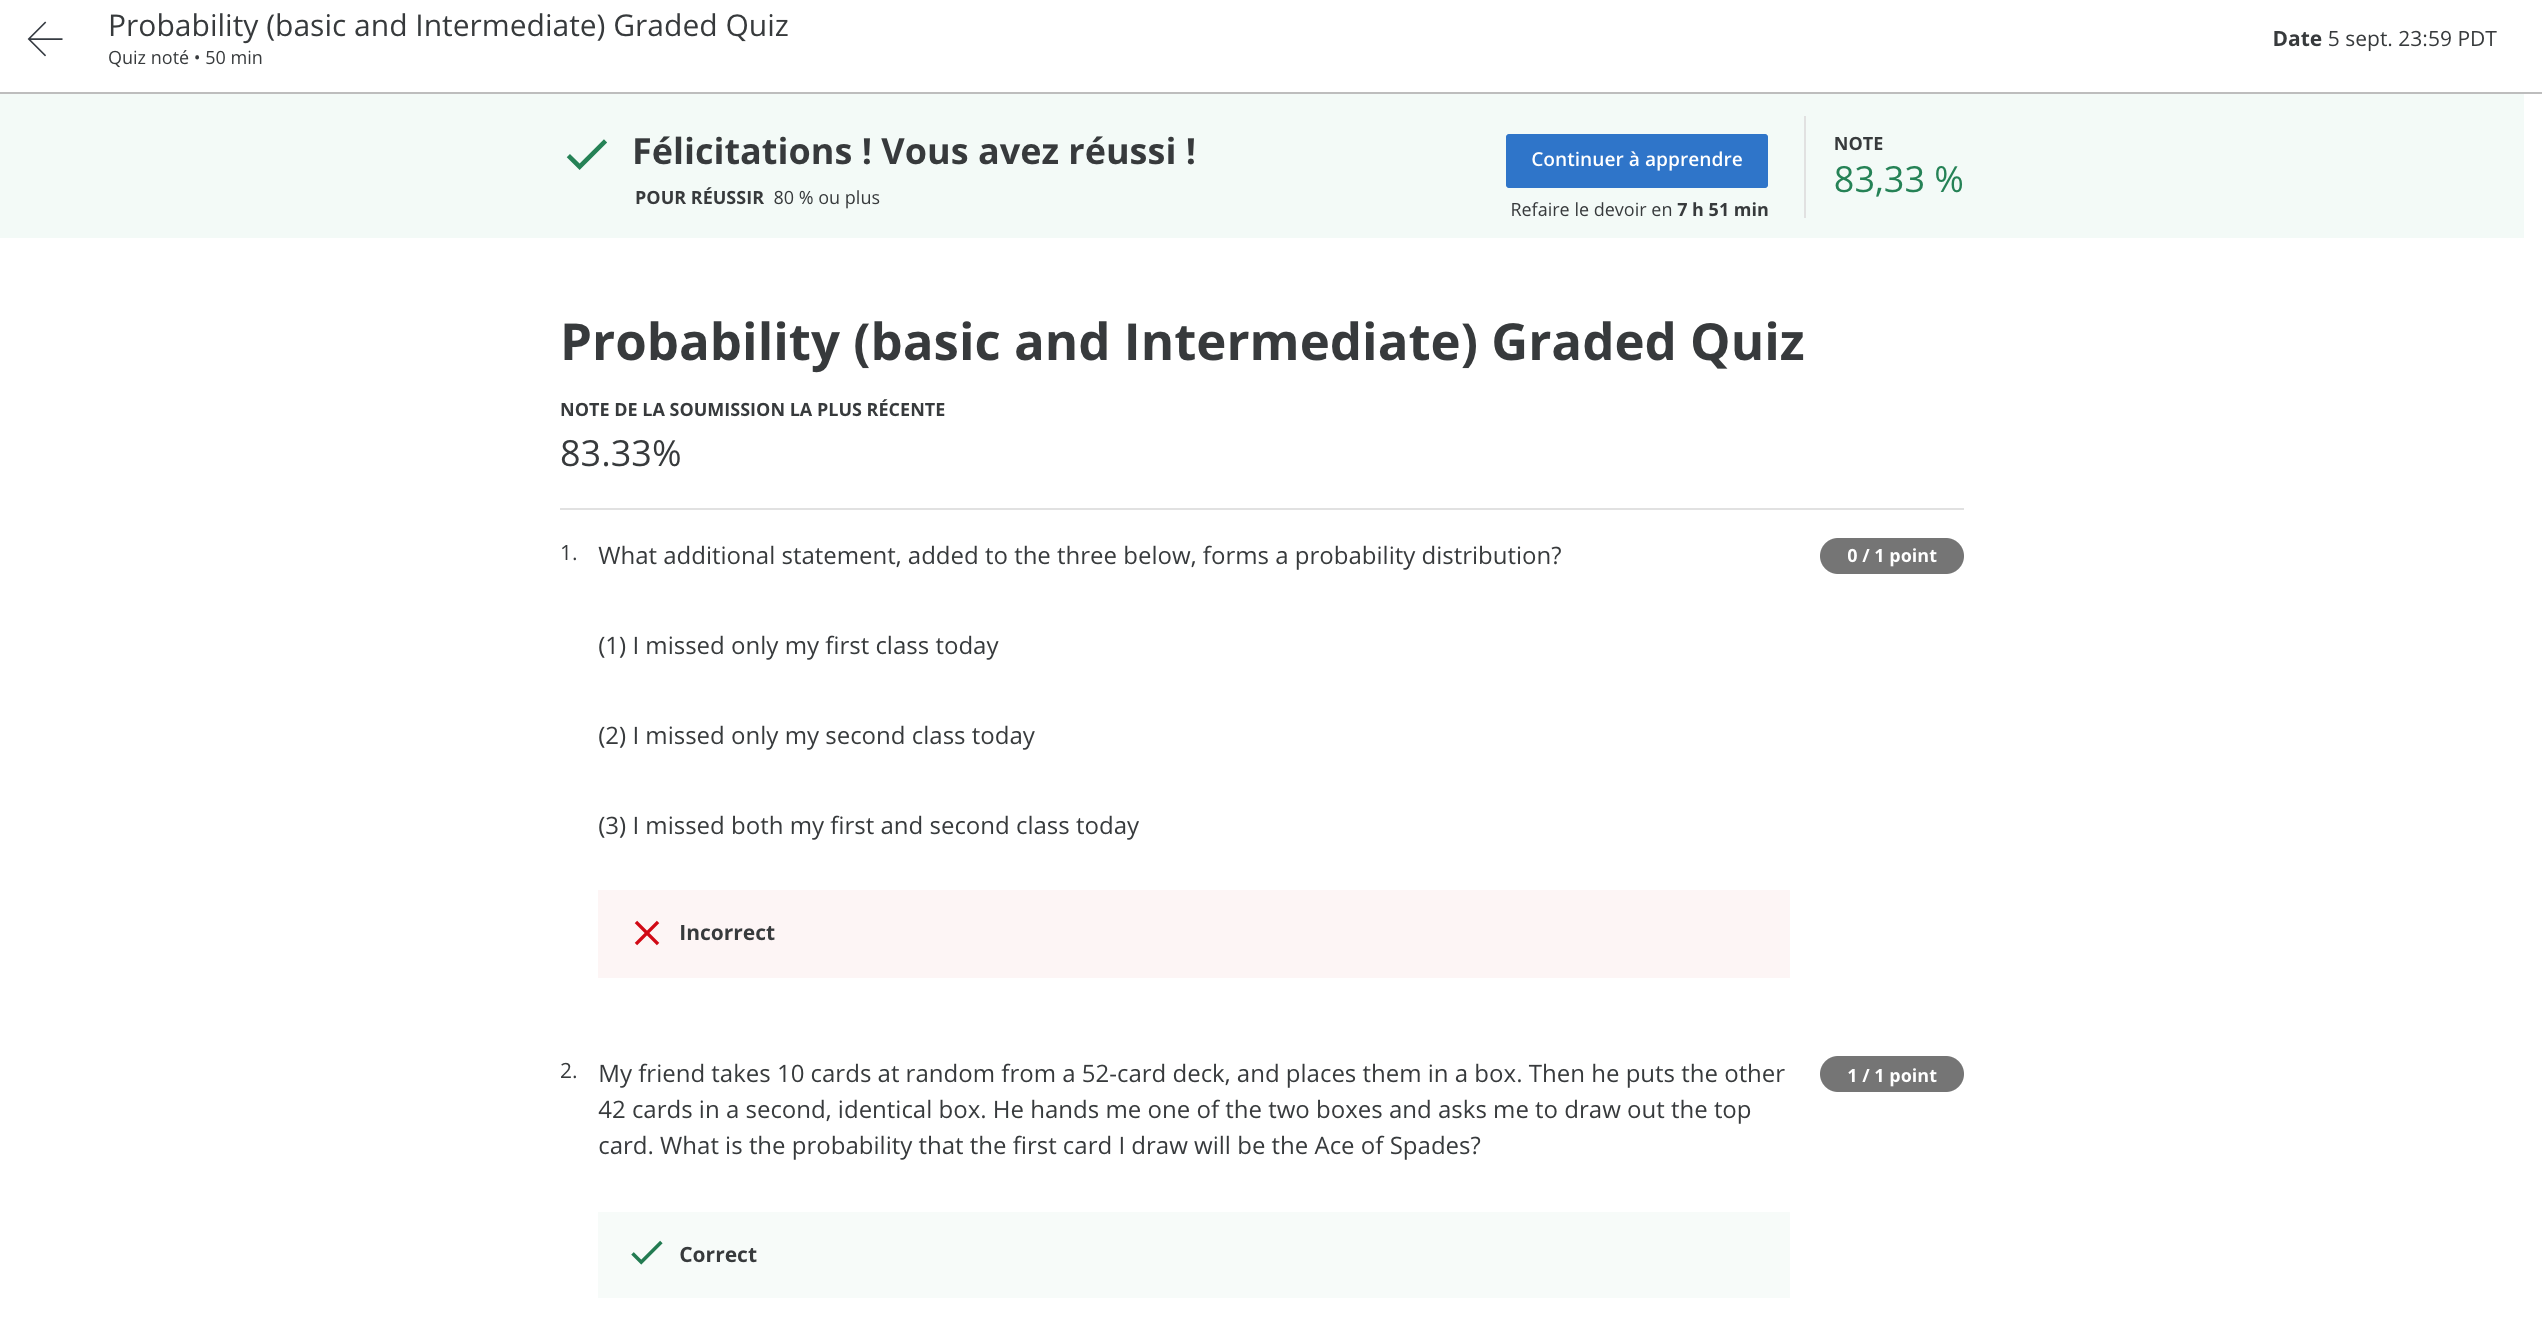 Probability (basic and Intermediate) Graded Quiz
Quiz noté • 50 min
Date 5 sept. 23:59 PDT
Félicitations ! Vous avez réussi !
POUR RÉUSSIR 80 % ou plus
Continuer à apprendre
Refaire le devoir en 7 h 51 min
NOTE
83,33 %
Probability (basic and Intermediate) Graded Quiz
NOTE DE LA SOUMISSION LA PLUS RÉCENTE
83.33%
1. What additional statement, added to the three below, forms a probability distribution?
0 / 1 point
(1) I missed only my first class today
(2) I missed only my second class today
(3) I missed both my first and second class today
Incorrect
2. My friend takes 10 cards at random from a 52-card deck, and places them in a box. Then he puts the other
42 cards in a second, identical box. He hands me one of the two boxes and asks me to draw out the top
card. What is the probability that the first card I draw will be the Ace of Spades?
1 / 1 point
Correct